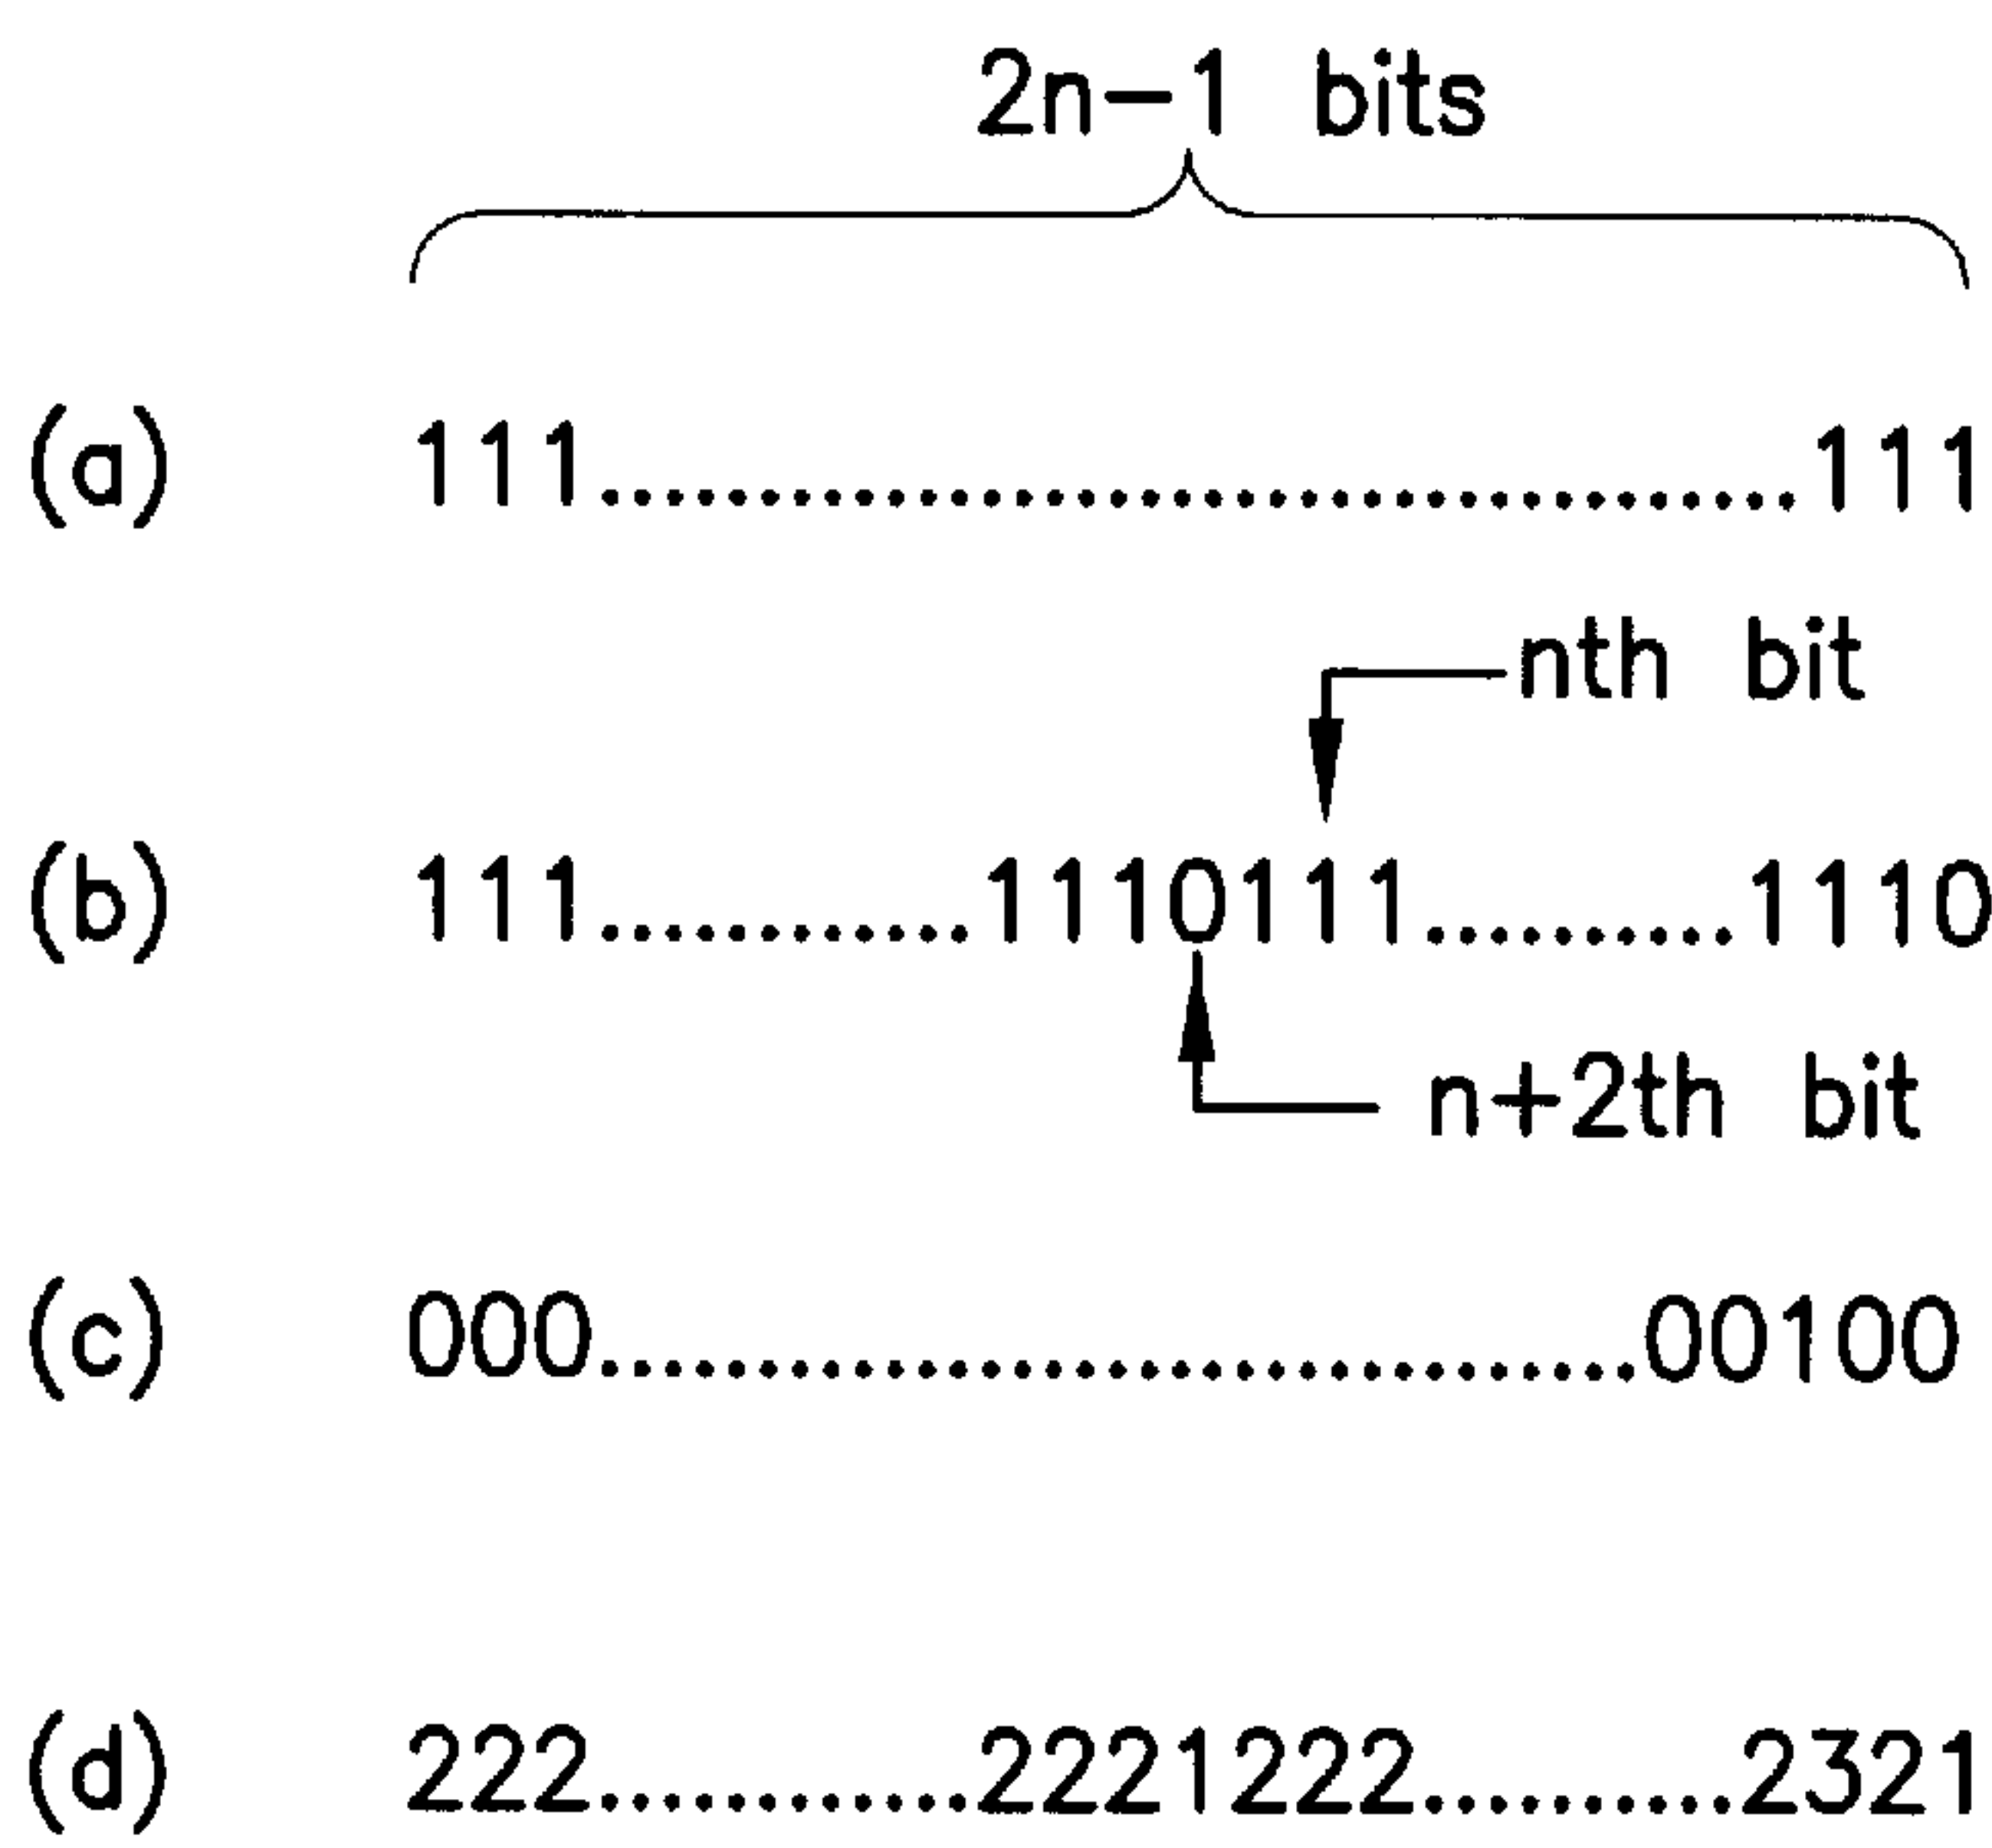 2n−1 bits
(a) 111......................................111
nth bit
(b) 111............1110111..........1110
n+2th bit
(c) 000.................................00100
(d) 222............2221222..........2321